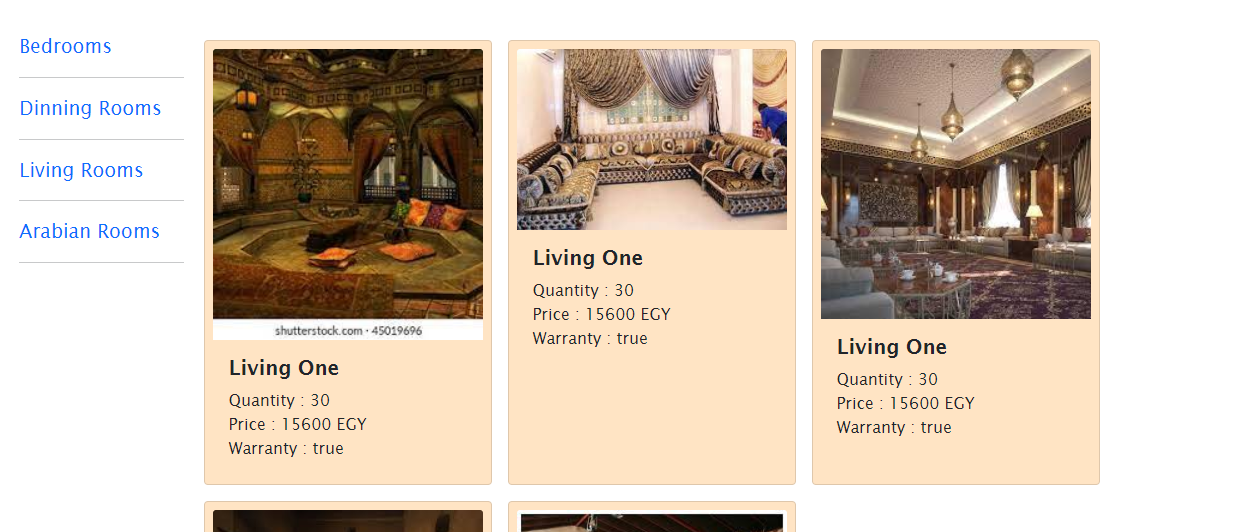 Bedrooms
Dinning Rooms
Living Rooms
Arabian Rooms
shutterstock.com · 45019696
Living One
Quantity : 30
Price : 15600 EGY
Warranty : true
Living One
Quantity : 30
Price : 15600 EGY
Warranty : true
Living One
Quantity : 30
Price : 15600 EGY
Warranty : true